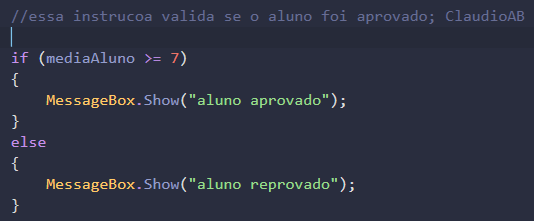 //essa instrucoa valida se o aluno foi aprovado; ClaudioAB
if (mediaAluno >= 7)
{
MessageBox.Show("aluno aprovado");
}
else
{
MessageBox.Show("aluno reprovado");
}